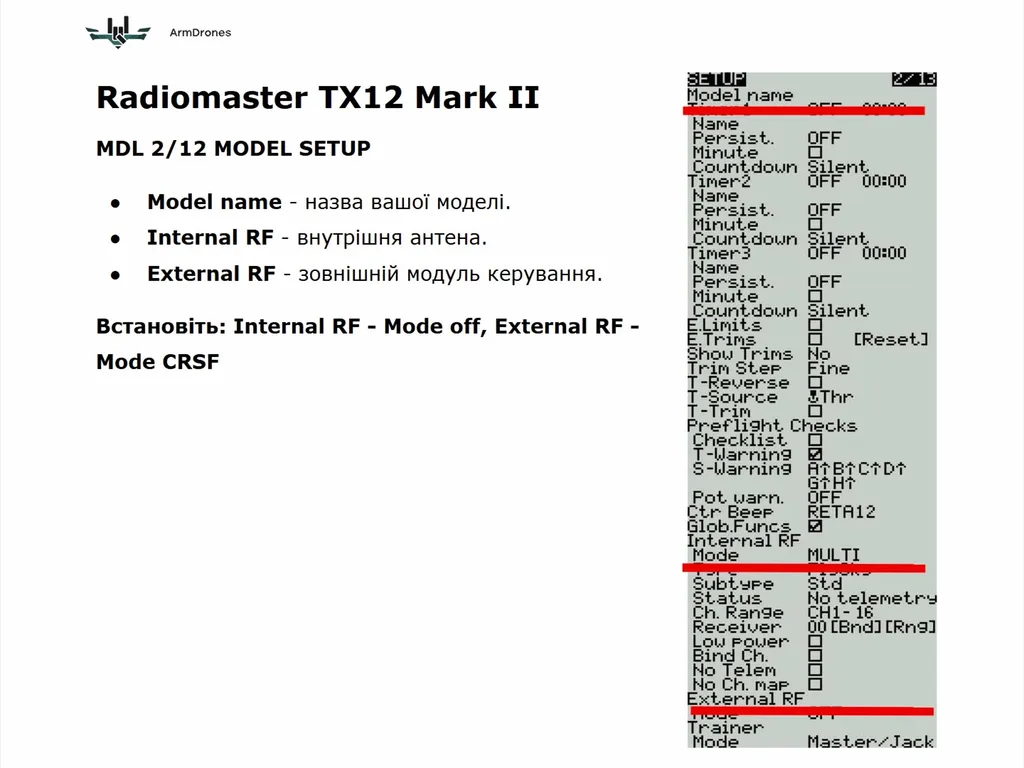 ArmDrones
Radiomaster TX12 Mark II
MDL 2/12 MODEL SETUP
● Model name - назва вашої моделі.
● Internal RF - внутрішня антена.
● External RF - зовнішній модуль керування.
Встановіть: Internal RF - Mode off, External RF -
Mode CRSF
SETUP 2/13
Model name
Timer1 OFF 00:00
Name
Persist. OFF
Minute ☐
Countdown Silent
Timer2 OFF 00:00
Name
Persist. OFF
Minute ☐
Countdown Silent
Timer3 OFF 00:00
Name
Persist. OFF
Minute ☐
Countdown Silent
E.Limits ☐
E.Trims ☐ [Reset]
Show Trims No
Trim Step Fine
T-Reverse ☐
T-Source Thr
T-Trim ☐
Preflight Checks
Checklist ☐
T-Warning ☑
S-Warning A↑B↑C↑D↑
G↑H↑
Pot warn. OFF
Ctr Beep RETA12
Glob.Funcs ☑
Internal RF
Mode MULTI
Subtype Std
Status No telemetry
Ch. Range CH1-16
Receiver 00[Bnd][Rng]
Low power ☐
Bind Ch. ☐
No Telem ☐
No Ch. map ☐
External RF
Mode OFF
Trainer
Mode Master/Jack